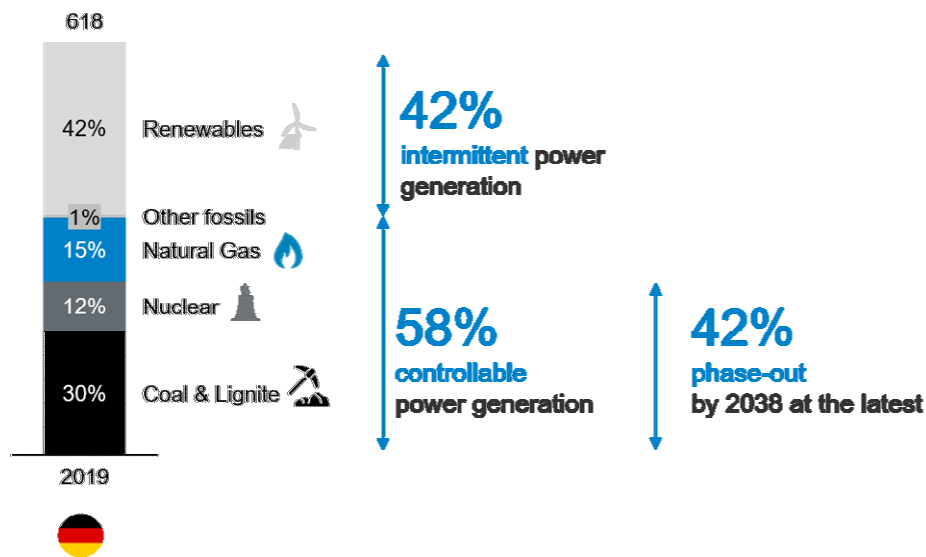 618
42%
Renewables
1%
Other fossils
15%
Natural Gas
12%
Nuclear
30%
Coal & Lignite
2019
42%
intermittent power
generation
58%
controllable
power generation
42%
phase-out
by 2038 at the latest